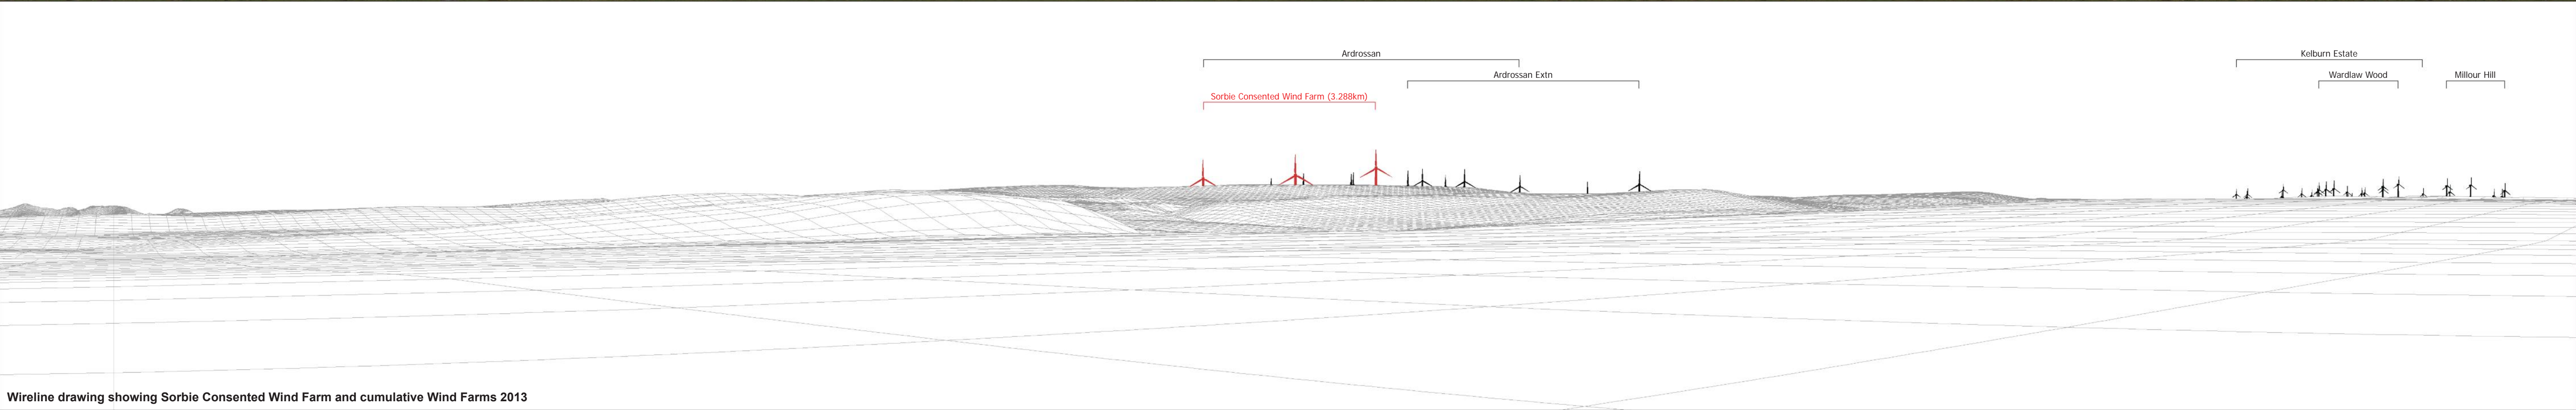 Ardrossan
Kelburn Estate
Ardrossan Extn
Wardlaw Wood
Millour Hill
Sorbie Consented Wind Farm (3.288km)
Wireline drawing showing Sorbie Consented Wind Farm and cumulative Wind Farms 2013